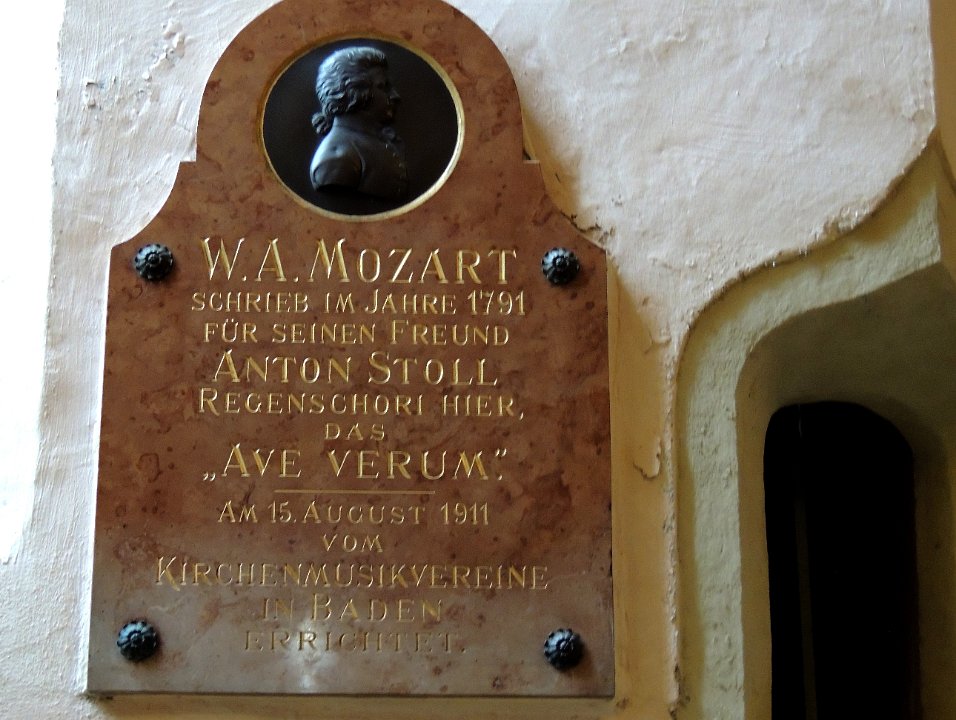 W. A. MOZART
SCHRIEB IM JAHRE 1791
FÜR SEINEN FREUND
ANTON STOLL
REGENSCHORI HIER,
DAS
„AVE VERUM“.
AM 15. AUGUST 1911
VOM
KIRCHENMUSIKVEREINE
IN BADEN
ERRICHTET.